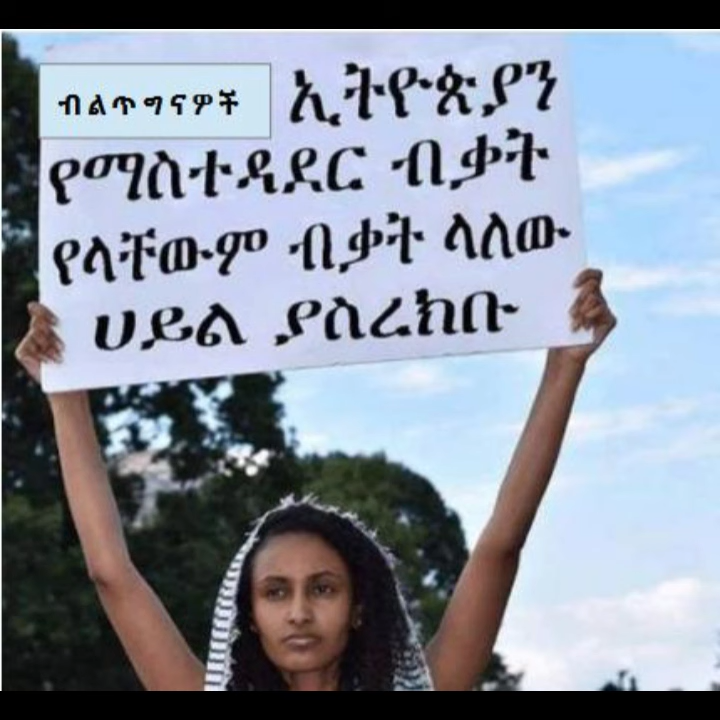 ብልጥግናዎች ኢትዮጵያን
የማስተዳደር ብቃት
የላቸውም ብቃት ላለው
ሀይል ያስረክቡ